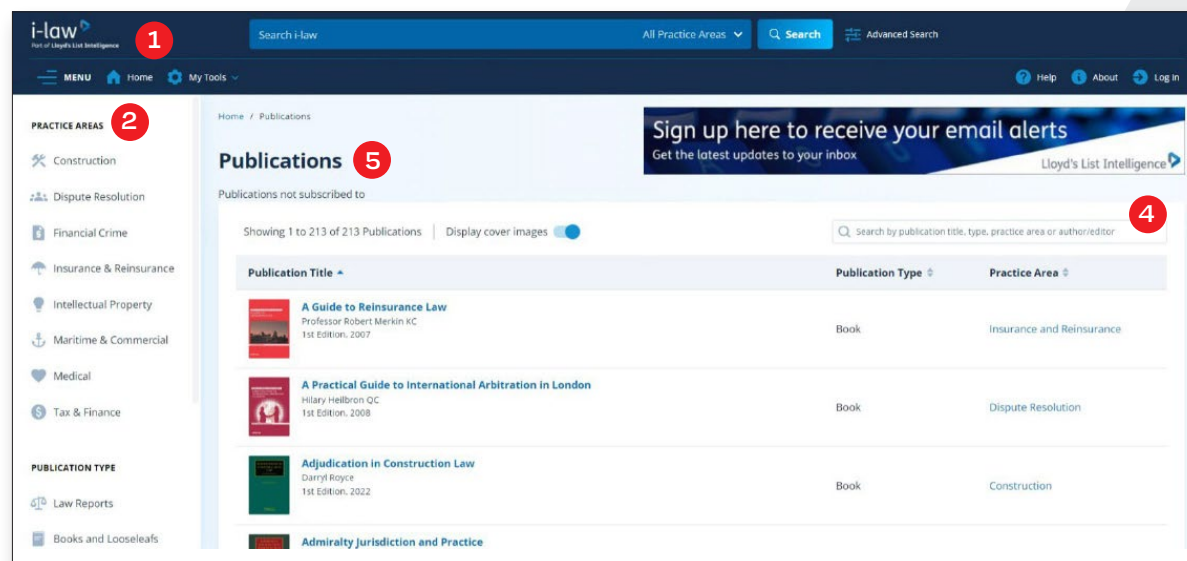 i-law
Part of Lloyd's List Intelligence
1
Search i-law
All Practice Areas
Search
Advanced Search
MENU
Home
My Tools
Help
About
Log in
PRACTICE AREAS
2
Construction
Dispute Resolution
Financial Crime
Insurance & Reinsurance
Intellectual Property
Maritime & Commercial
Medical
Tax & Finance
PUBLICATION TYPE
Law Reports
Books and Looseleafs
Home / Publications
Publications
5
Publications not subscribed to
Sign up here to receive your email alerts
Get the latest updates to your inbox
Lloyd's List Intelligence
4
Showing 1 to 213 of 213 Publications | Display cover images
Search by publication title, type, practice area or author/editor
Publication Title Publication Type Practice Area
A Guide to Reinsurance Law
Professor Robert Merkin KC
1st Edition, 2007
Book
Insurance and Reinsurance
A Practical Guide to International Arbitration in London
Hilary Heilbron QC
1st Edition, 2008
Book
Dispute Resolution
Adjudication in Construction Law
Darryl Royce
1st Edition, 2022
Book
Construction
Admiralty Jurisdiction and Practice